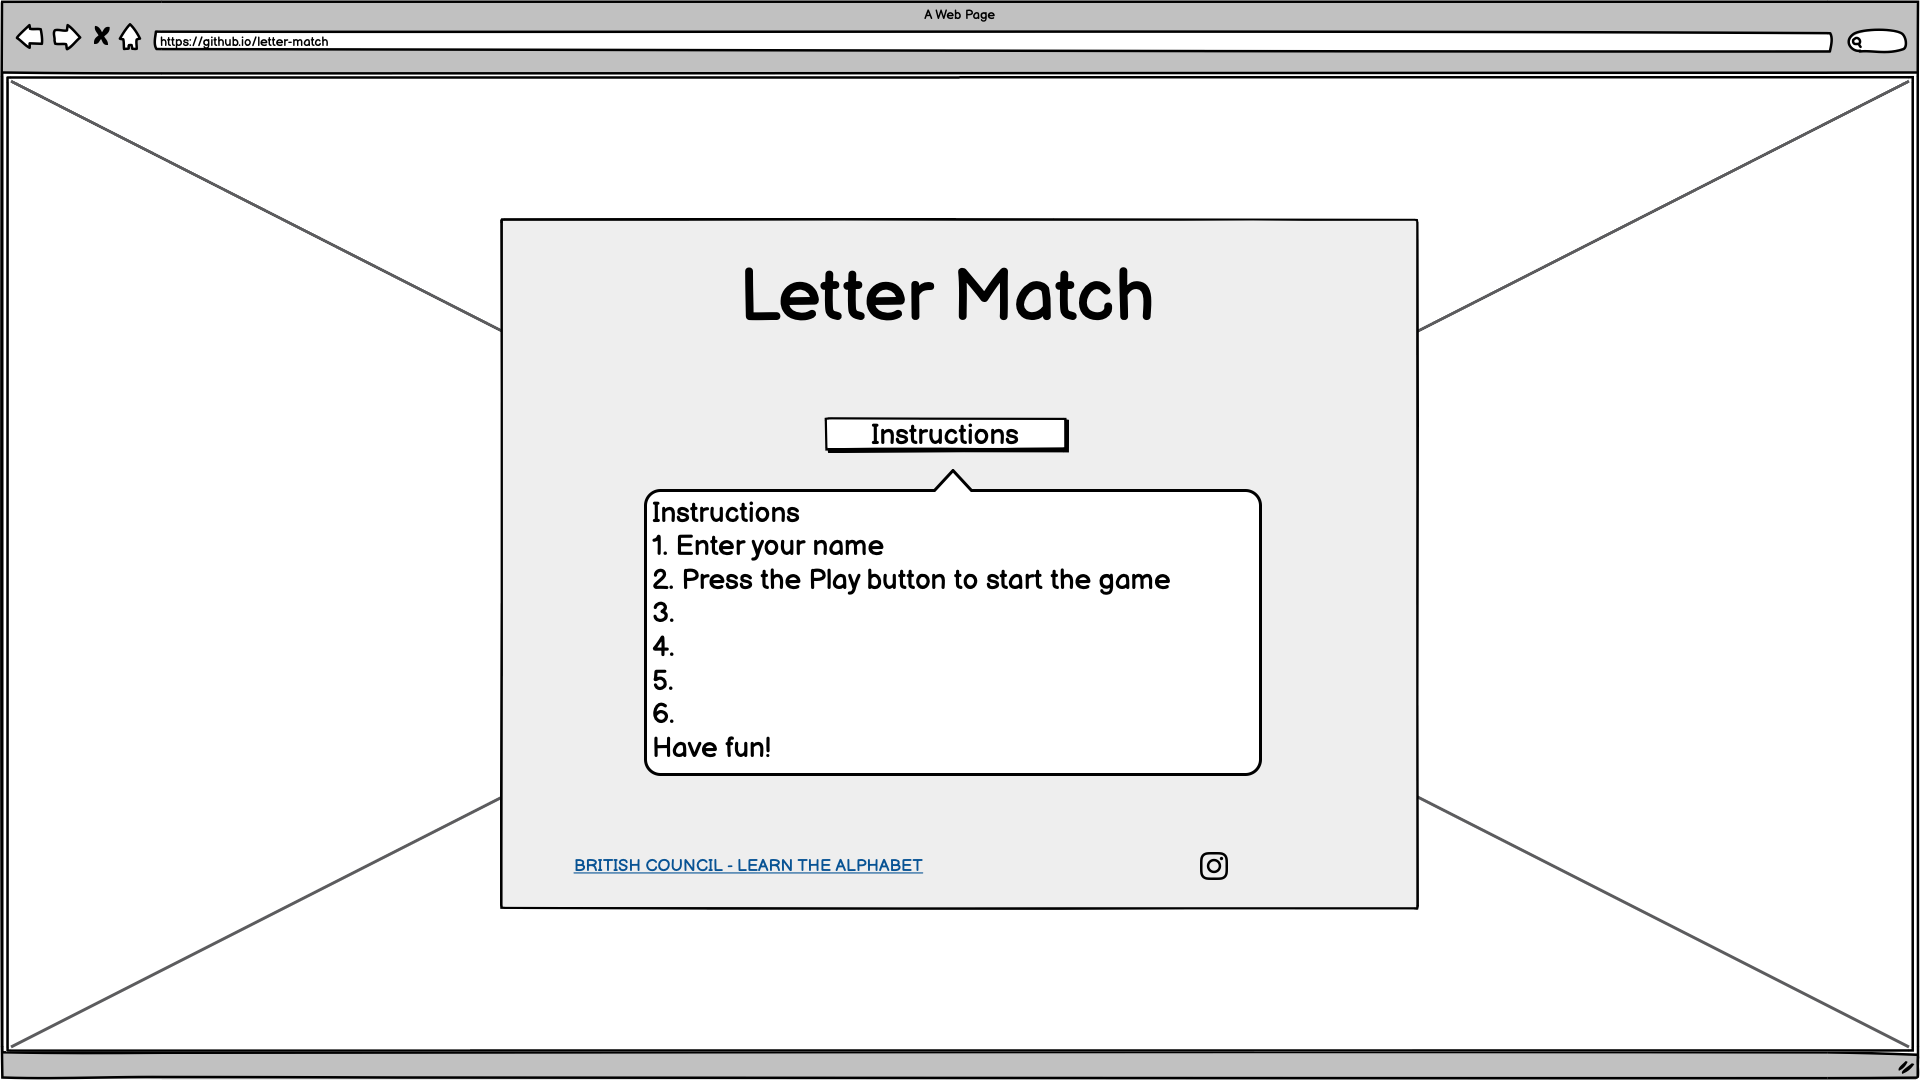 A Web Page
https://github.io/letter-match
Letter Match
Instructions
Instructions
1. Enter your name
2. Press the Play button to start the game
3.
4.
5.
6.
Have fun!
BRITISH COUNCIL - LEARN THE ALPHABET